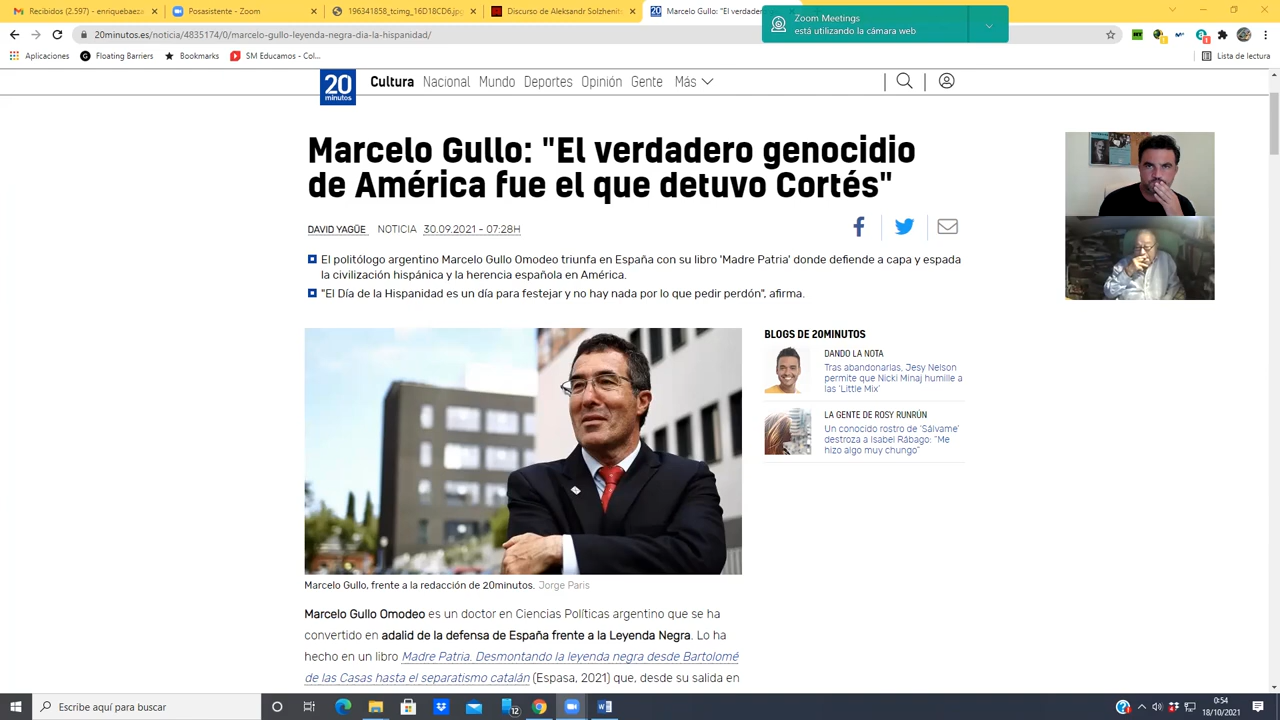 Recibidos (2.597) - enriquebaeza
Posasistente - Zoom
196341858_tcimg_16D18CD6.jpg
Discurso de Aleksandr Solzhenits
Marcelo Gullo: "El verdader
Zoom Meetings
está utilizando la cámara web
20minutos.es/noticia/4835174/0/marcelo-gullo-leyenda-negra-dia-la-hispanidad/
Aplicaciones
Floating Barriers
Bookmarks
SM Educamos - Col...
Lista de lectura
20
minutos
Cultura Nacional Mundo Deportes Opinión Gente Más
Marcelo Gullo: "El verdadero genocidio
de América fue el que detuvo Cortés"
DAVID YAGÜE NOTICIA 30.09.2021 - 07:28H
El politólogo argentino Marcelo Gullo Omodeo triunfa en España con su libro 'Madre Patria' donde defiende a capa y espada
la civilización hispánica y la herencia española en América.
"El Día de la Hispanidad es un día para festejar y no hay nada por lo que pedir perdón", afirma.
BLOGS DE 20MINUTOS
DANDO LA NOTA
Tras abandonarlas, Jesy Nelson
permite que Nicki Minaj humille a
las 'Little Mix'
LA GENTE DE ROSY RUNRÚN
Un conocido rostro de 'Sálvame'
destroza a Isabel Rábago: "Me
hizo algo muy chungo"
Marcelo Gullo, frente a la redacción de 20minutos. Jorge Paris
Marcelo Gullo Omodeo es un doctor en Ciencias Políticas argentino que se ha
convertido en adalid de la defensa de España frente a la Leyenda Negra. Lo ha
hecho en un libro Madre Patria. Desmontando la leyenda negra desde Bartolomé
de las Casas hasta el separatismo catalán (Espasa, 2021) que, desde su salida en
Escribe aquí para buscar
12
0:54
18/10/2021